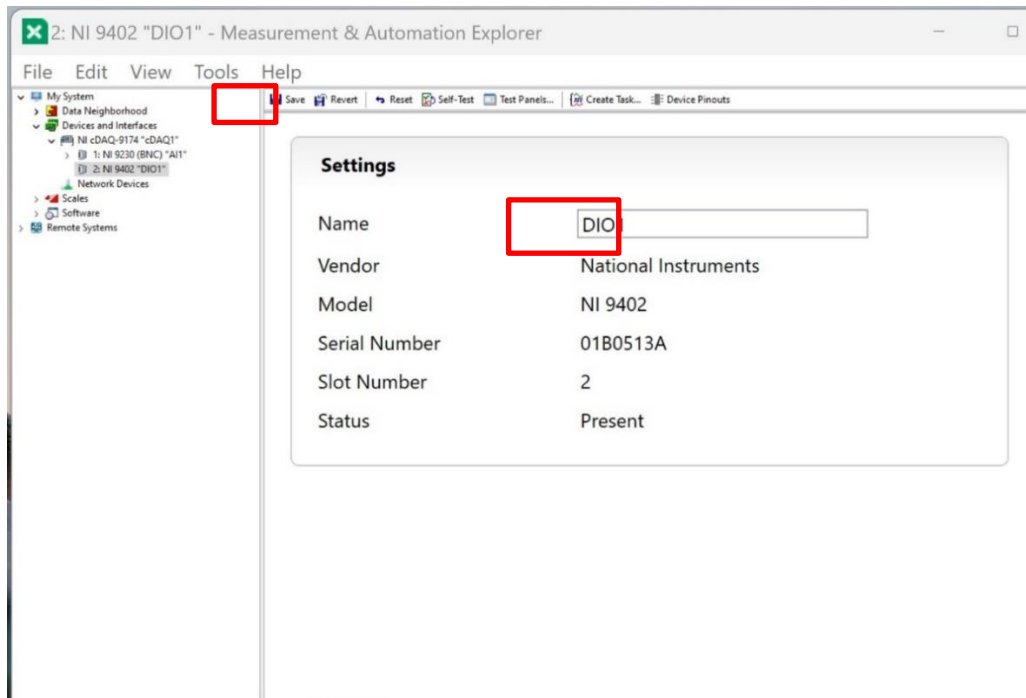 2: NI 9402 "DIO1" - Measurement & Automation Explorer
File Edit View Tools Help
My System
Data Neighborhood
Devices and Interfaces
NI cDAQ-9174 "cDAQ1"
1: NI 9230 (BNC) "AI1"
2: NI 9402 "DIO1"
Network Devices
Scales
Software
Remote Systems
Save Revert Reset Self-Test Test Panels... Create Task... Device Pinouts
Settings
Name DIO1
Vendor National Instruments
Model NI 9402
Serial Number 01B0513A
Slot Number 2
Status Present